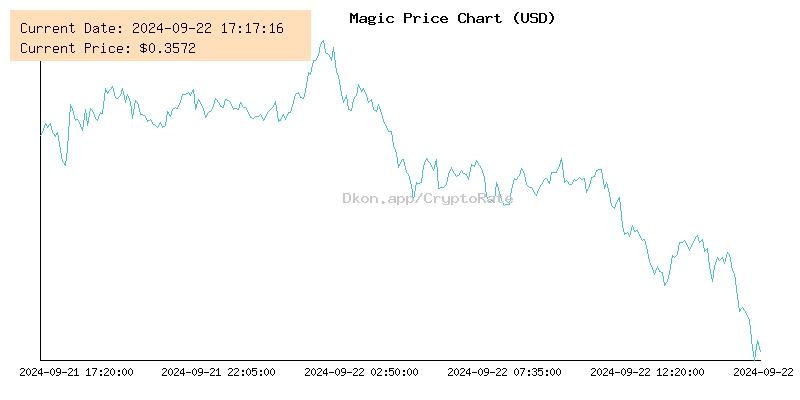 Magic Price Chart (USD)
Current Date: 2024-09-22 17:17:16
Current Price: $0.3572
Dkon.app/CryptoRate
2024-09-21 17:20:00 2024-09-21 22:05:00 2024-09-22 02:50:00 2024-09-22 07:35:00 2024-09-22 12:20:00 2024-09-22